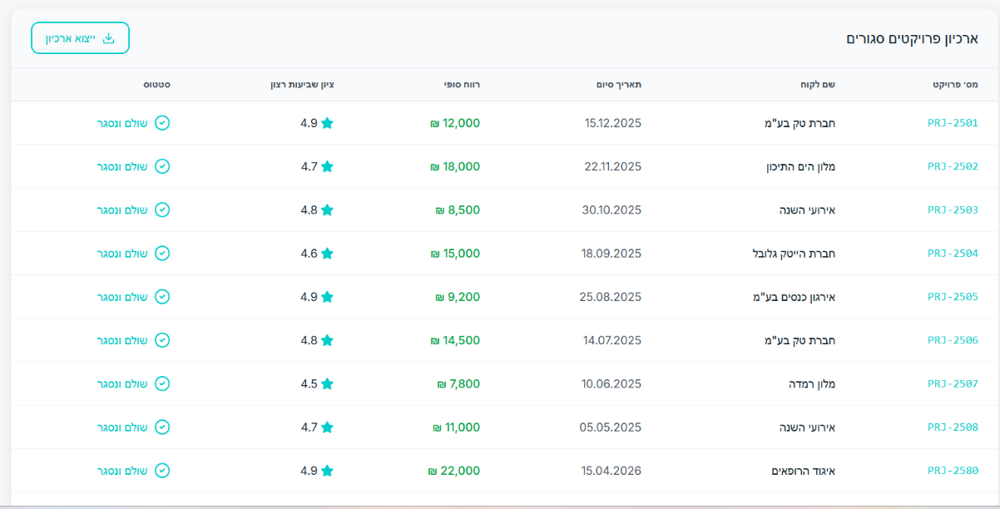 ארכיון פרויקטים סגורים
ייצוא ארכיון
מס׳ פרויקט שם לקוח תאריך סיום רווח סופי ציון שביעות רצון סטטוס
PRJ-2501 חברת טק בע"מ 15.12.2025 12,000 ₪ 4.9 שולם ונסגר
PRJ-2502 מלון הים התיכון 22.11.2025 18,000 ₪ 4.7 שולם ונסגר
PRJ-2503 אירועי השנה 30.10.2025 8,500 ₪ 4.8 שולם ונסגר
PRJ-2504 חברת הייטק גלובל 18.09.2025 15,000 ₪ 4.6 שולם ונסגר
PRJ-2505 אירגון כנסים בע"מ 25.08.2025 9,200 ₪ 4.9 שולם ונסגר
PRJ-2506 חברת טק בע"מ 14.07.2025 14,500 ₪ 4.8 שולם ונסגר
PRJ-2507 מלון רמדה 10.06.2025 7,800 ₪ 4.5 שולם ונסגר
PRJ-2508 אירועי השנה 05.05.2025 11,000 ₪ 4.7 שולם ונסגר
PRJ-2580 איגוד הרופאים 15.04.2026 22,000 ₪ 4.9 שולם ונסגר